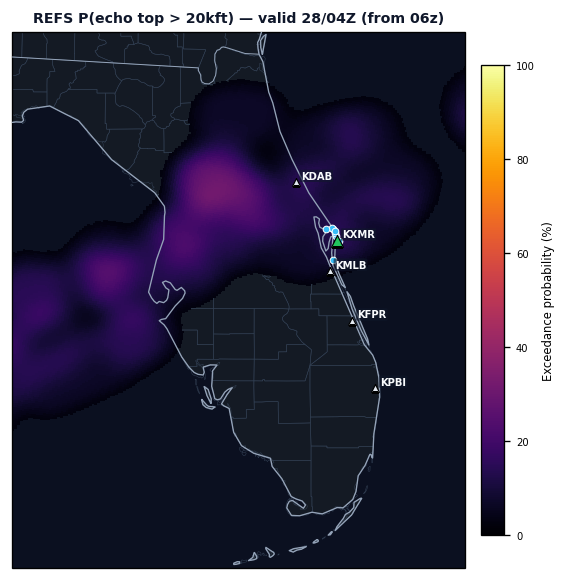 REFS P(echo top > 20kft) — valid 28/04Z (from 06z)
KDAB
KXMR
KMLB
KFPR
KPBI
100
80
60
40
20
0
Exceedance probability (%)